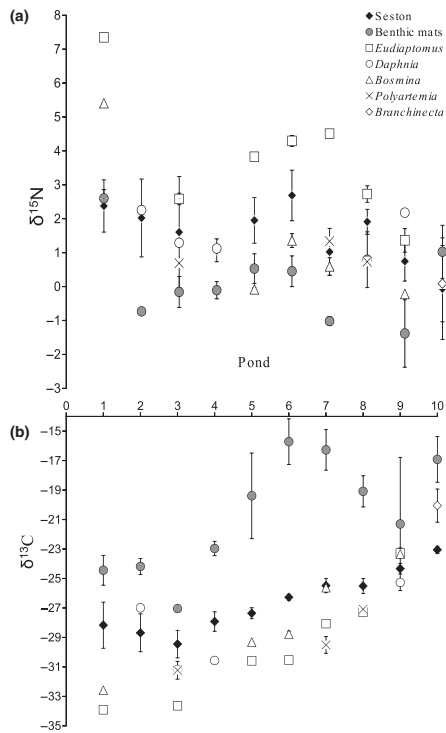 (a)
Seston
Benthic mats
Eudiaptomus
Daphnia
Bosmina
Polyartemia
Branchinecta
8
7
6
5
4
3
2
1
0
–1
–2
–3
δ15N
Pond
0 1 2 3 4 5 6 7 8 9 10
(b)
–15
–17
–19
–21
–23
–25
–27
–29
–31
–33
–35
δ13C